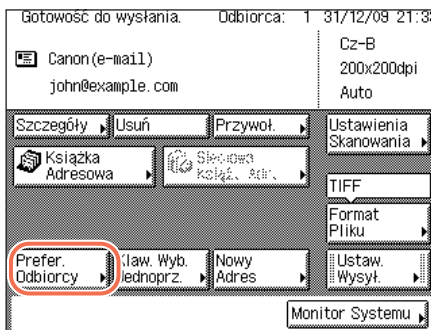 Gotowość do wysłania. Odbiorca: 1 31/12/09 21:33
Canon(e-mail)
john@example.com
Cz-B
200x200dpi
Auto
Szczegóły Usuń Przywoł. Ustawienia Skanowania
Książka Adresowa
Sieciowa Książ. Adr.
TIFF
Format Pliku
Prefer. Odbiorcy
Klaw. Wyb. Jednoprz.
Nowy Adres
Ustaw. Wysył.
Monitor Systemu